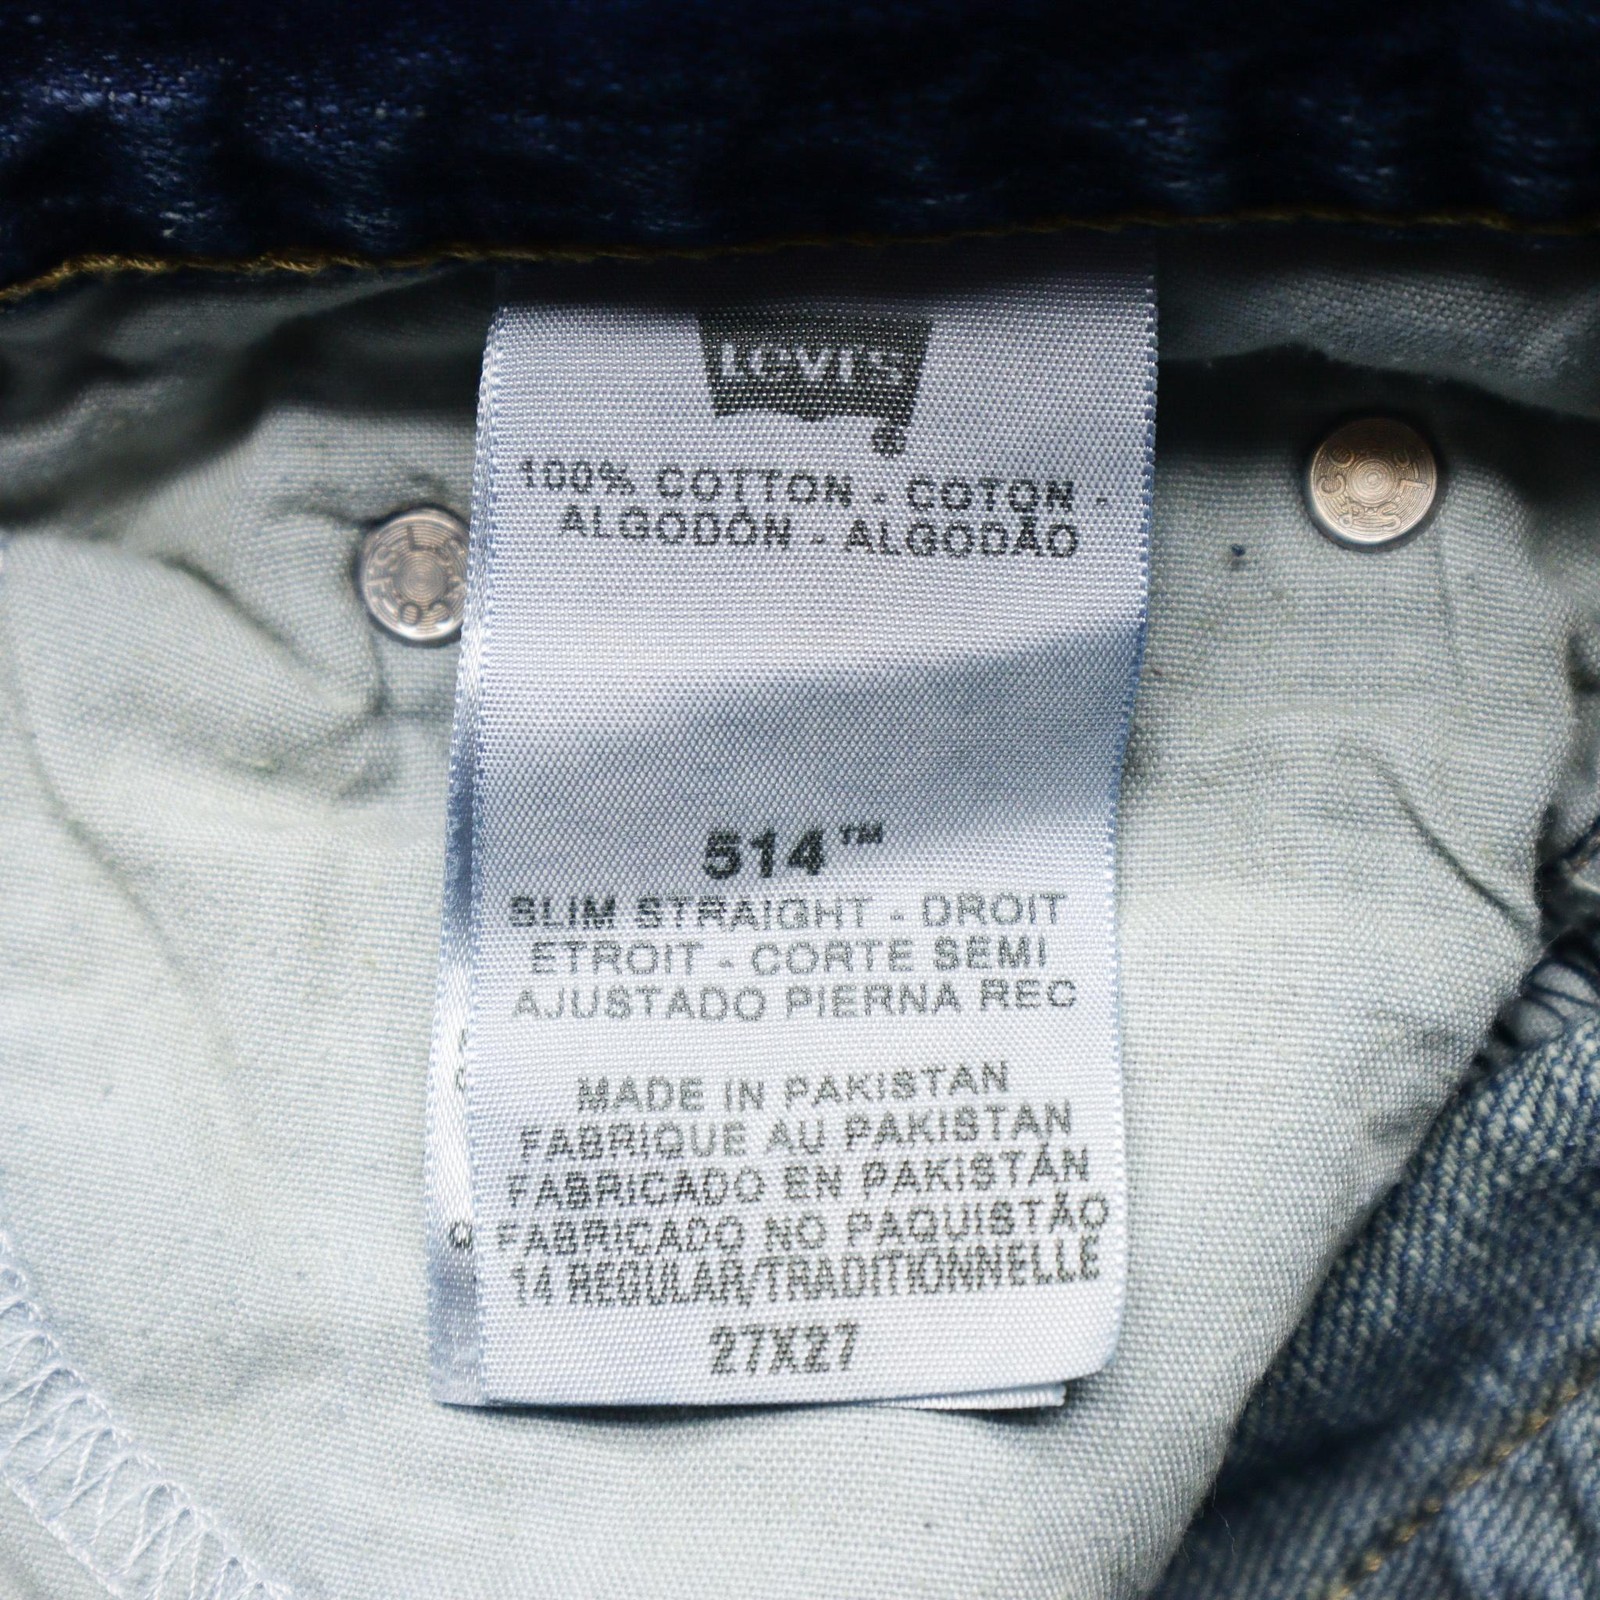 Levi's
®
100% COTTON - COTON -
ALGODÓN - ALGODÃO
514™
SLIM STRAIGHT - DROIT
ETROIT - CORTE SEMI
AJUSTADO PIERNA REC
MADE IN PAKISTAN
FABRIQUE AU PAKISTAN
FABRICADO EN PAKISTÁN
FABRICADO NO PAQUISTÃO
14 REGULAR/TRADITIONNELLE
27X27